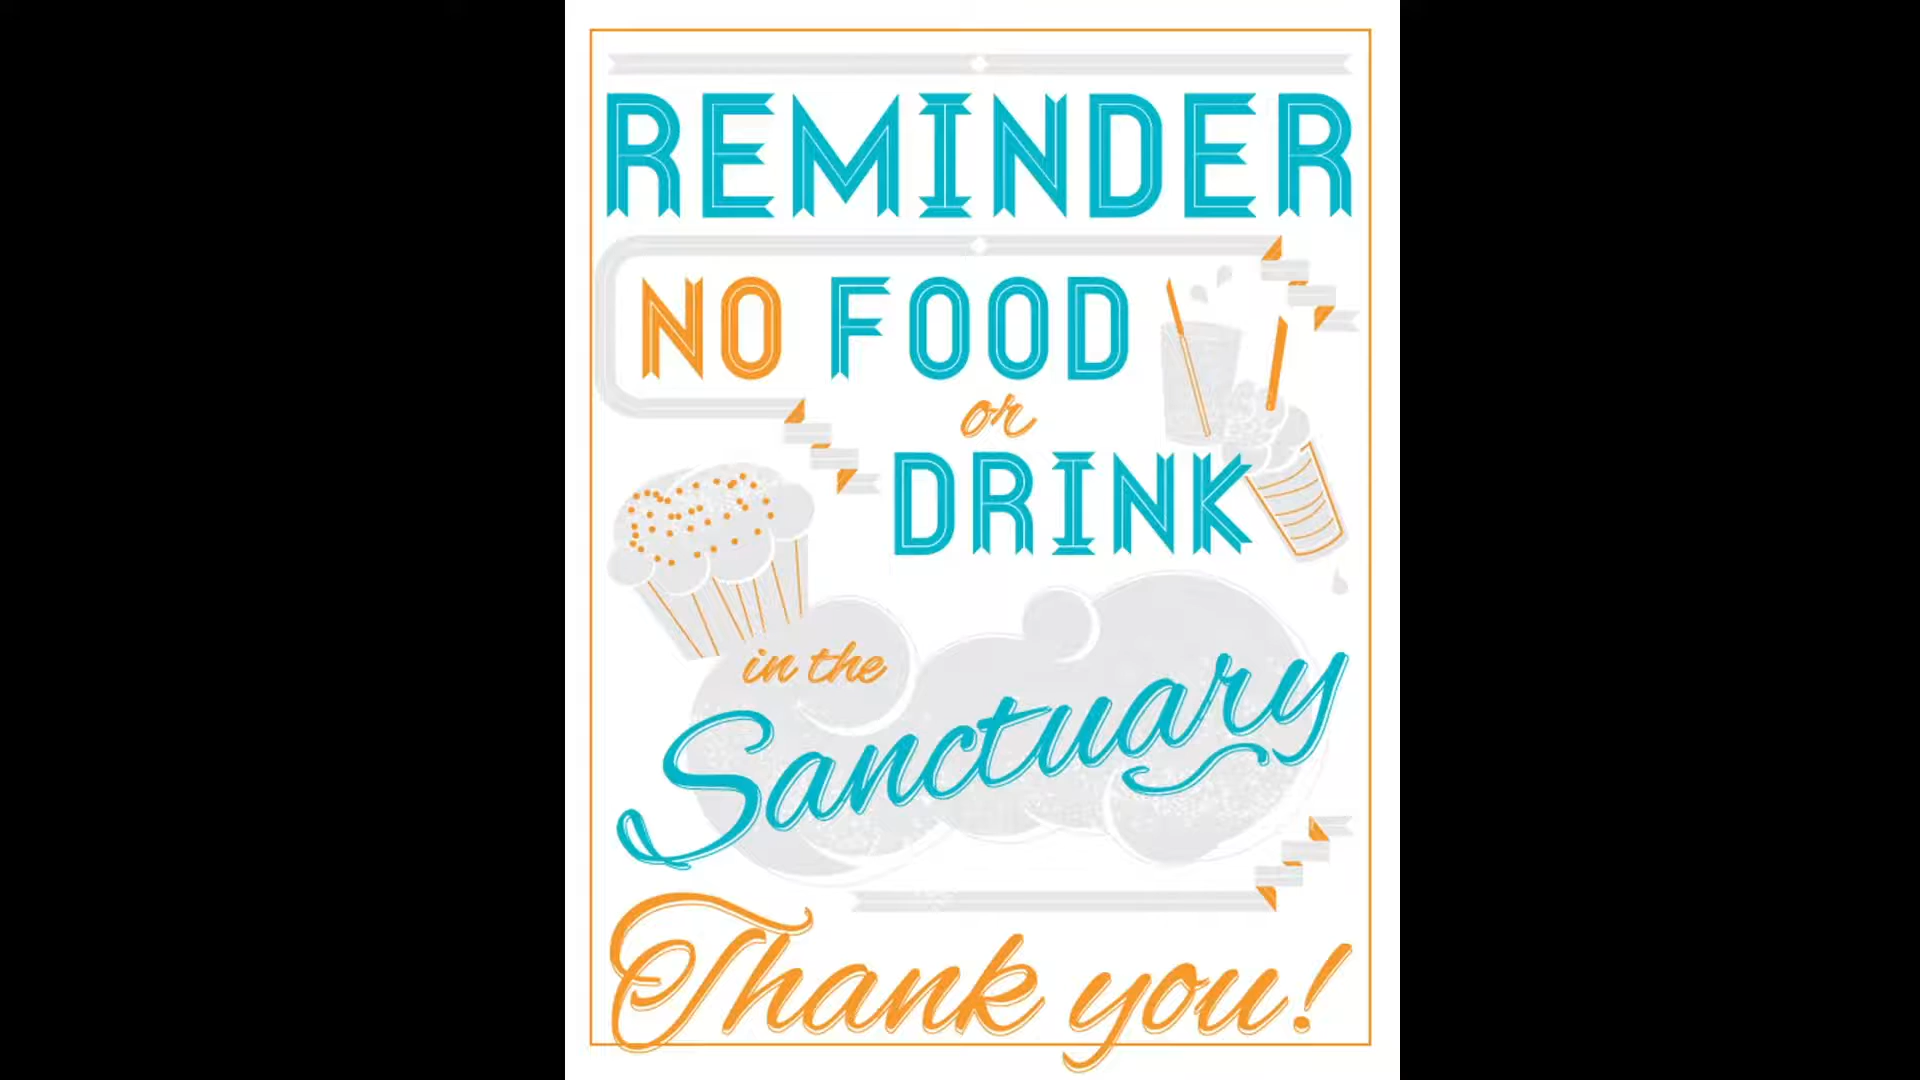 REMINDER
NO FOOD
or
DRINK
in the
Sanctuary
Thank you!